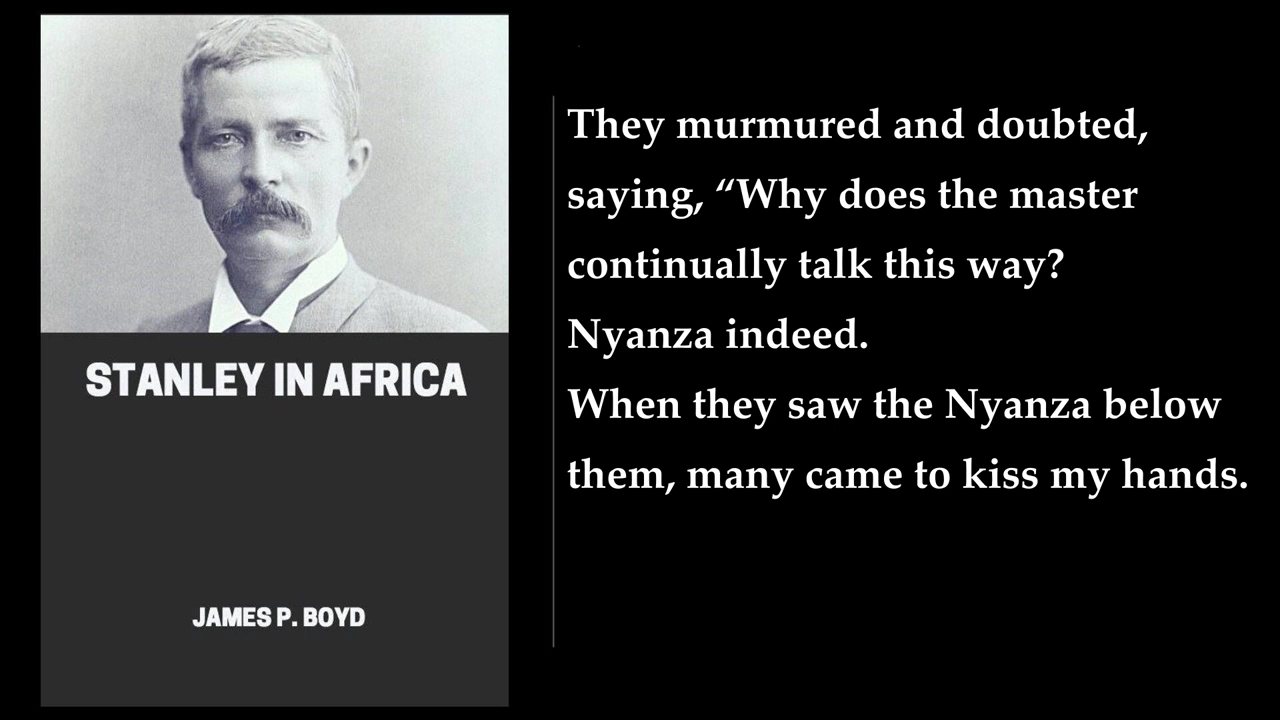 STANLEY IN AFRICA
JAMES P. BOYD
They murmured and doubted,
saying, “Why does the master
continually talk this way?
Nyanza indeed.
When they saw the Nyanza below
them, many came to kiss my hands.